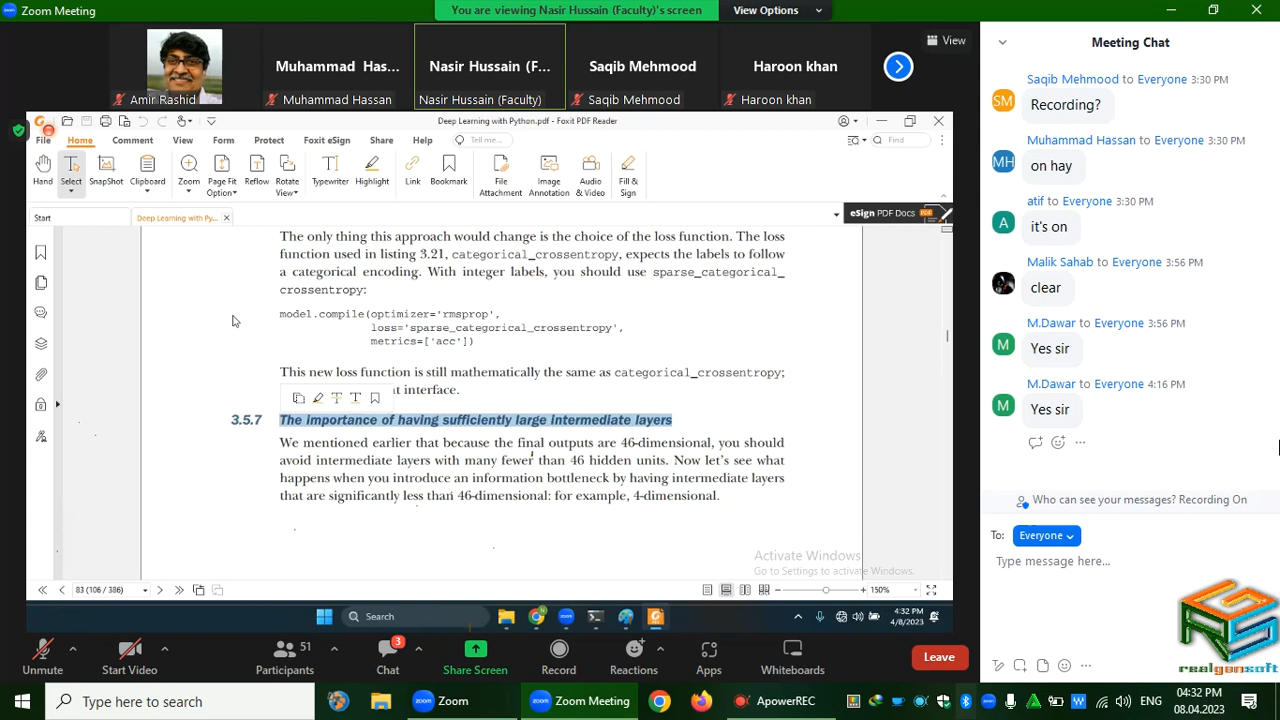 Zoom Meeting
You are viewing Nasir Hussain (Faculty)'s screen
View Options
Muhammad Has...
Nasir Hussain (F...
Saqib Mehmood
Haroon khan
View
Amir Rashid
Muhammad Hassan
Nasir Hussain (Faculty)
Saqib Mehmood
Haroon khan
Deep Learning with Python.pdf - Foxit PDF Reader
File
Home
Comment
View
Form
Protect
Foxit eSign
Share
Help
Tell me...
Find
Hand
Select
SnapShot
Clipboard
Zoom
Page Fit Option
Reflow
Rotate View
Typewriter
Highlight
Link
Bookmark
File Attachment
Image Annotation
Audio & Video
Fill & Sign
Start
Deep Learning with Py...
eSign PDF Docs
The only thing this approach would change is the choice of the loss function. The loss
function used in listing 3.21, categorical_crossentropy, expects the labels to follow
a categorical encoding. With integer labels, you should use sparse_categorical_
crossentropy:
model.compile(optimizer='rmsprop',
loss='sparse_categorical_crossentropy',
metrics=['acc'])
This new loss function is still mathematically the same as categorical_crossentropy;
t interface.
3.5.7 The importance of having sufficiently large intermediate layers
We mentioned earlier that because the final outputs are 46-dimensional, you should
avoid intermediate layers with many fewer than 46 hidden units. Now let's see what
happens when you introduce an information bottleneck by having intermediate layers
that are significantly less than 46-dimensional: for example, 4-dimensional.
Activate Windows
Go to Settings to activate Windows.
83 (106 / 386)
150%
Search
4:32 PM
4/8/2023
Unmute
Start Video
51
Participants
3
Chat
Share Screen
Record
Reactions
Apps
Whiteboards
Leave
Meeting Chat
Saqib Mehmood to Everyone 3:30 PM
SM
Recording?
Muhammad Hassan to Everyone 3:30 PM
MH
on hay
atif to Everyone 3:30 PM
A
it's on
Malik Sahab to Everyone 3:56 PM
clear
M.Dawar to Everyone 3:56 PM
M
Yes sir
M.Dawar to Everyone 4:16 PM
M
Yes sir
Who can see your messages? Recording On
To: Everyone
Type message here...
realgensoft
Type here to search
Zoom
Zoom Meeting
ApowerREC
ENG
04:32 PM
08.04.2023